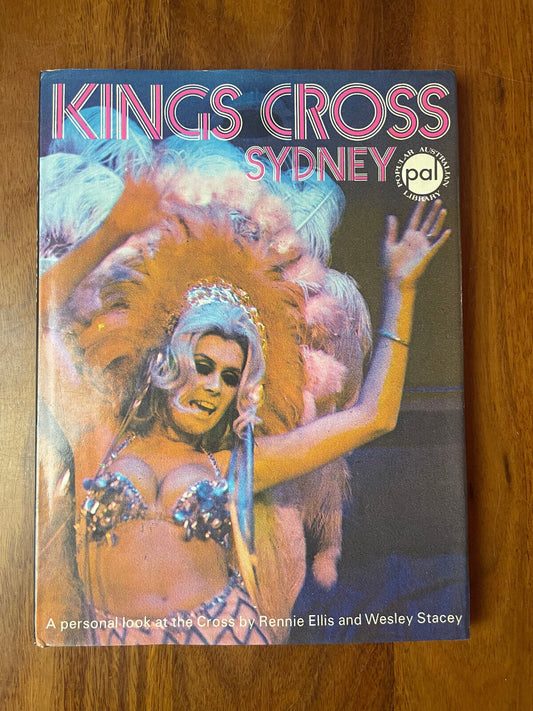 KINGS CROSS
SYDNEY
POPULAR AUSTRALIAN LIBRARY
pal
A personal look at the Cross by Rennie Ellis and Wesley Stacey